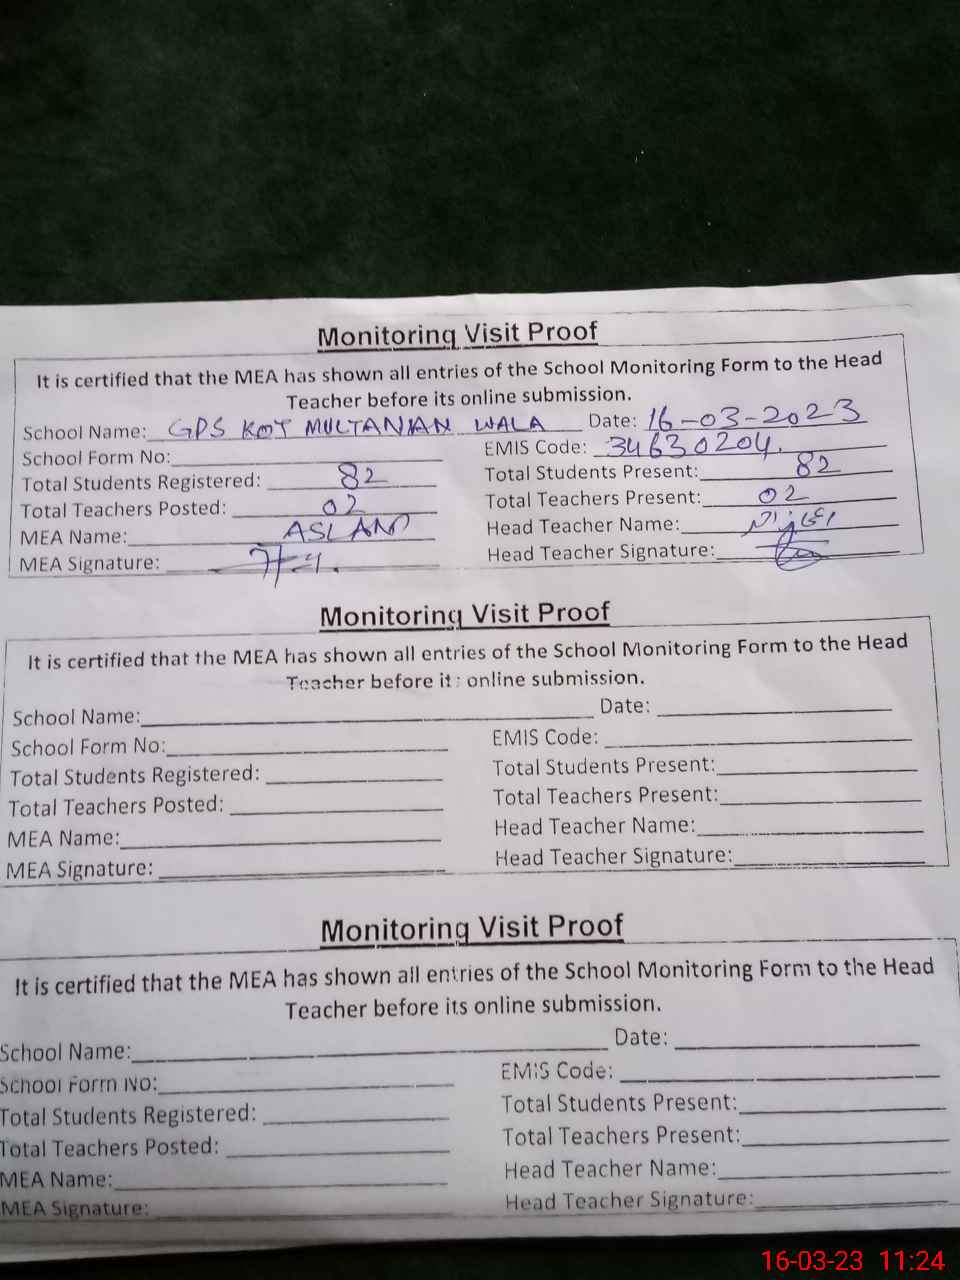 Monitoring Visit Proof
It is certified that the MEA has shown all entries of the School Monitoring Form to the Head
Teacher before its online submission.
School Name: GPS KOT MULTANIAN WALA Date: 16-03-2023
School Form No: EMIS Code: 34630204.
Total Students Registered: 82 Total Students Present: 82
Total Teachers Posted: 02 Total Teachers Present: 02
MEA Name: ASLAM Head Teacher Name:
MEA Signature: Head Teacher Signature:
Monitoring Visit Proof
It is certified that the MEA has shown all entries of the School Monitoring Form to the Head
Teacher before its online submission.
School Name: Date:
School Form No: EMIS Code:
Total Students Registered: Total Students Present:
Total Teachers Posted: Total Teachers Present:
MEA Name: Head Teacher Name:
MEA Signature: Head Teacher Signature:
Monitoring Visit Proof
It is certified that the MEA has shown all entries of the School Monitoring Form to the Head
Teacher before its online submission.
School Name: Date:
School Form No: EMIS Code:
Total Students Registered: Total Students Present:
Total Teachers Posted: Total Teachers Present:
MEA Name: Head Teacher Name:
MEA Signature: Head Teacher Signature:
16-03-23 11:24